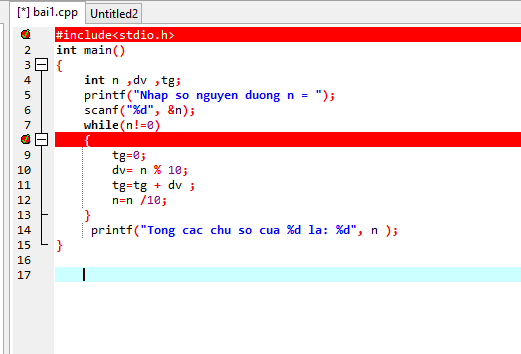 [*] bai1.cpp Untitled2
#include<stdio.h>
2 int main()
3 {
4 int n ,dv ,tg;
5 printf("Nhap so nguyen duong n = ");
6 scanf("%d", &n);
7 while(n!=0)
{
9 tg=0;
10 dv= n % 10;
11 tg=tg + dv ;
12 n=n /10;
13 }
14 printf("Tong cac chu so cua %d la: %d", n );
15 }
16
17